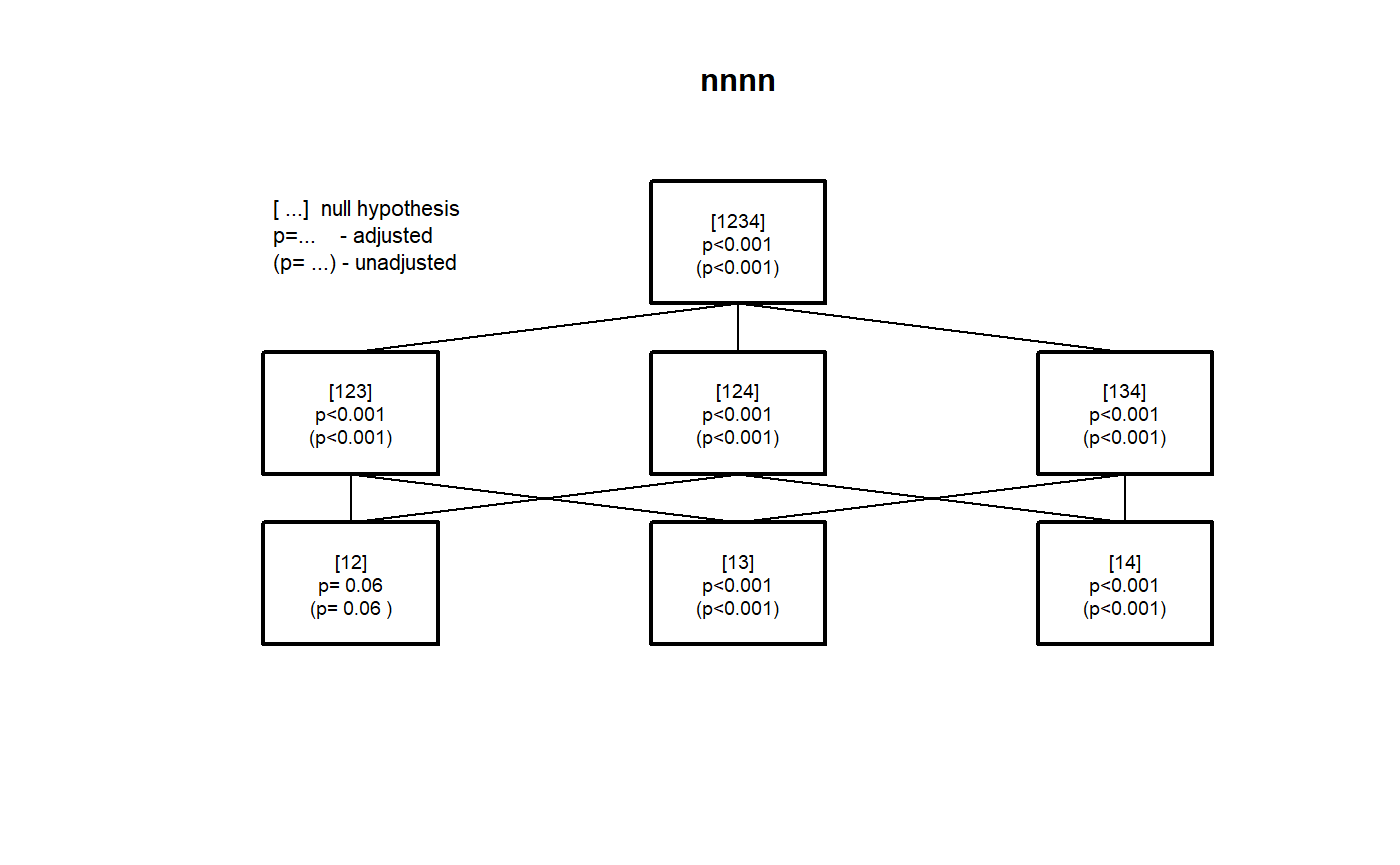 nnnn
[ ...]  null hypothesis
p=...    - adjusted
(p= ...) - unadjusted
[1234]
p<0.001
(p<0.001)
[123]
p<0.001
(p<0.001)
[124]
p<0.001
(p<0.001)
[134]
p<0.001
(p<0.001)
[12]
p= 0.06
(p= 0.06 )
[13]
p<0.001
(p<0.001)
[14]
p<0.001
(p<0.001)